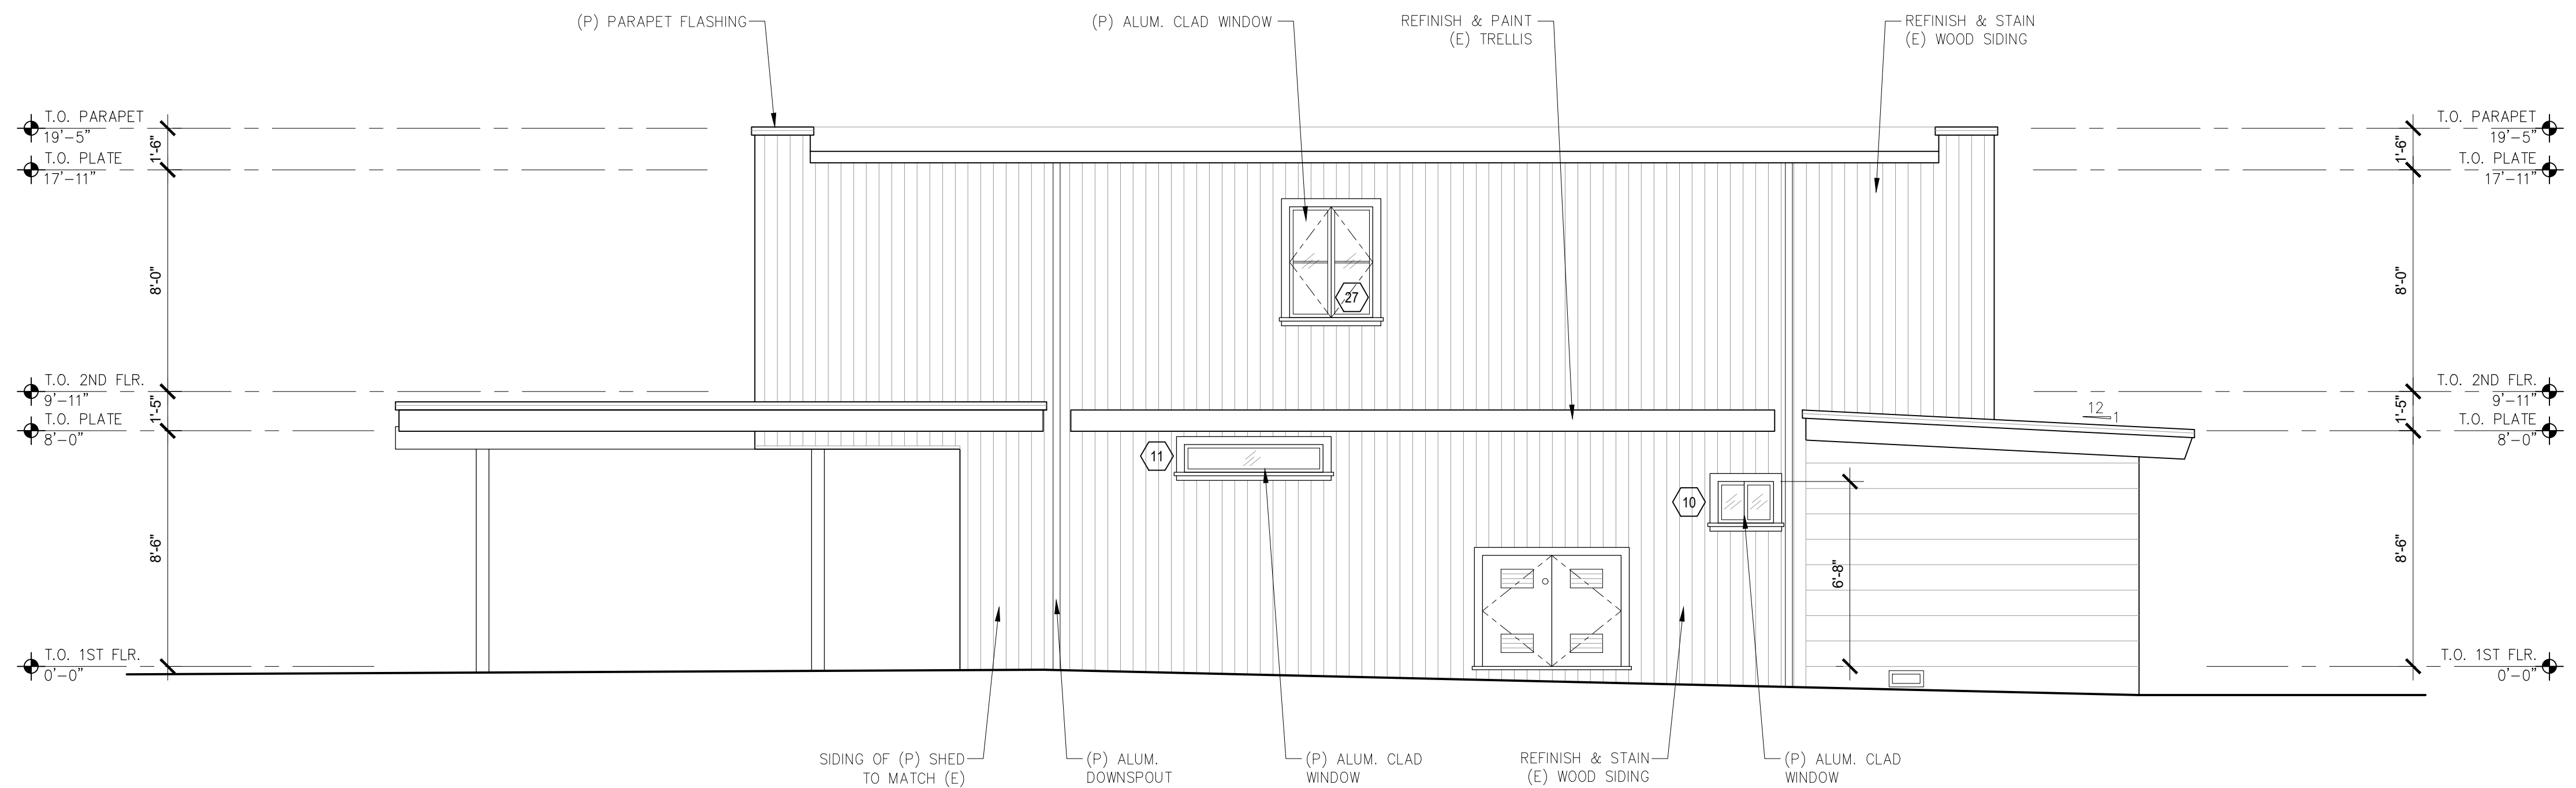 (P) PARAPET FLASHING
(P) ALUM. CLAD WINDOW
REFINISH & PAINT
(E) TRELLIS
REFINISH & STAIN
(E) WOOD SIDING
T.O. PARAPET
19'-5"
T.O. PLATE
17'-11"
T.O. 2ND FLR.
9'-11"
T.O. PLATE
8'-0"
T.O. 1ST FLR.
0'-0"
1'-6"
8'-0"
1'-5"
8'-6"
27
11
10
6'-8"
12
1
1'-6"
8'-0"
1'-5"
8'-6"
T.O. PARAPET
19'-5"
T.O. PLATE
17'-11"
T.O. 2ND FLR.
9'-11"
T.O. PLATE
8'-0"
T.O. 1ST FLR.
0'-0"
SIDING OF (P) SHED
TO MATCH (E)
(P) ALUM.
DOWNSPOUT
(P) ALUM. CLAD
WINDOW
REFINISH & STAIN
(E) WOOD SIDING
(P) ALUM. CLAD
WINDOW